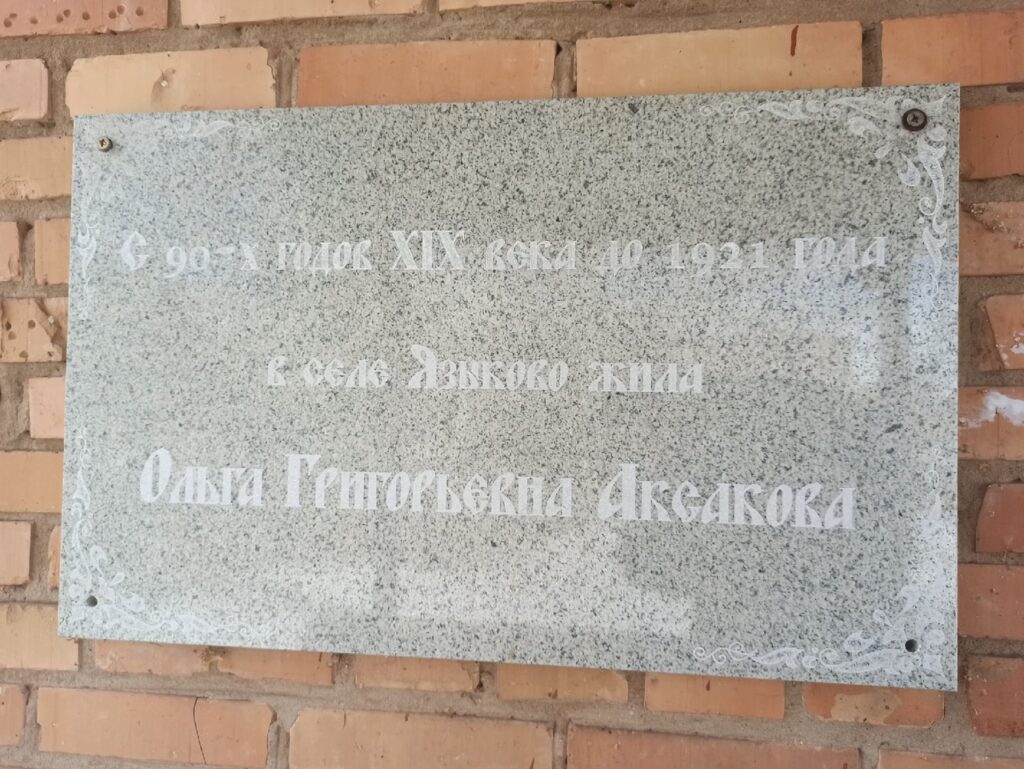 С 90-х годов XIX века до 1921 года
в селе Языково жила
Ольга Григорьевна Аксакова